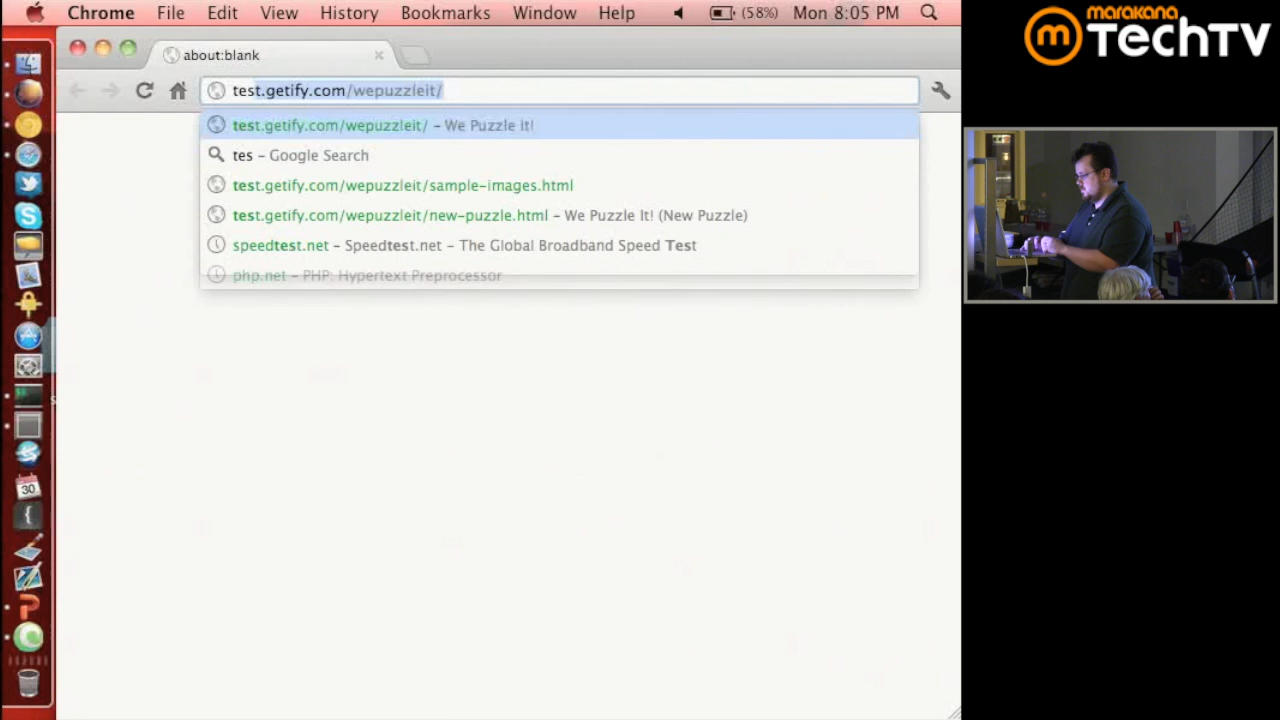 Chrome File Edit View History Bookmarks Window Help (58%) Mon 8:05 PM
marakana
m TechTV
about:blank
test.getify.com/wepuzzleit/
test.getify.com/wepuzzleit/ – We Puzzle It!
tes – Google Search
test.getify.com/wepuzzleit/sample-images.html
test.getify.com/wepuzzleit/new-puzzle.html – We Puzzle It! (New Puzzle)
speedtest.net – Speedtest.net – The Global Broadband Speed Test
php.net – PHP: Hypertext Preprocessor
30